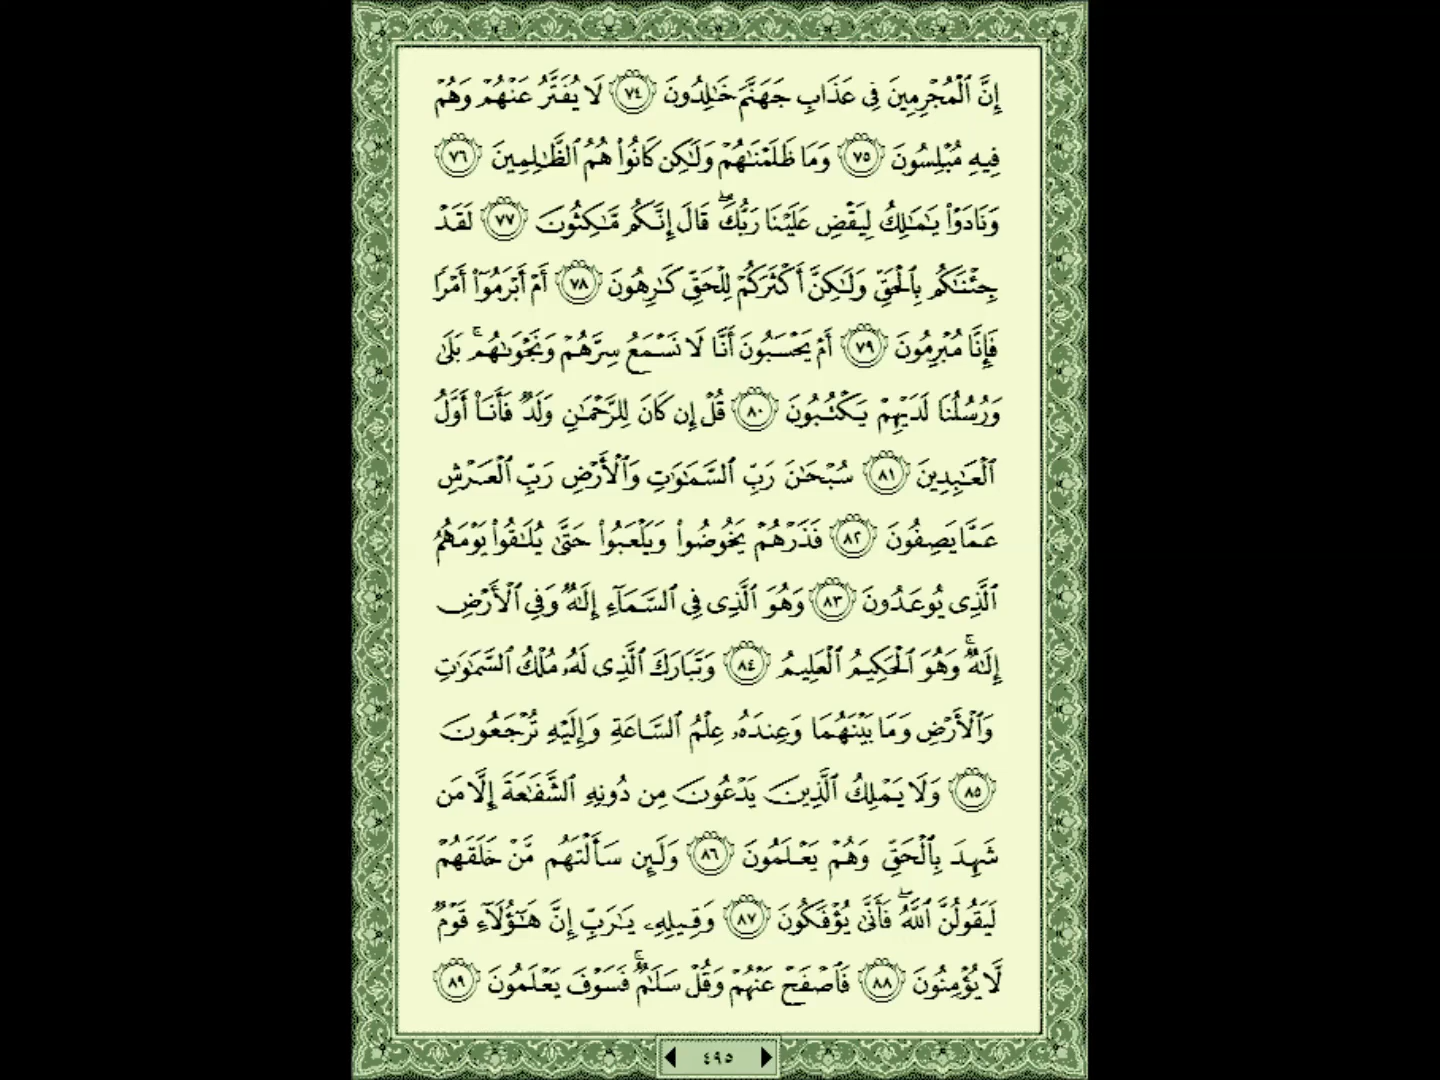 إِنَّ ٱلْمُجْرِمِينَ فِى عَذَابِ جَهَنَّمَ خَٰلِدُونَ ٧٤ لَا يُفَتَّرُ عَنْهُمْ وَهُمْ
فِيهِ مُبْلِسُونَ ٧٥ وَمَا ظَلَمْنَٰهُمْ وَلَٰكِن كَانُوا۟ هُمُ ٱلظَّٰلِمِينَ ٧٦
وَنَادَوْا۟ يَٰمَٰلِكُ لِيَقْضِ عَلَيْنَا رَبُّكَ ۖ قَالَ إِنَّكُم مَّٰكِثُونَ ٧٧ لَقَدْ
جِئْنَٰكُم بِٱلْحَقِّ وَلَٰكِنَّ أَكْثَرَكُمْ لِلْحَقِّ كَٰرِهُونَ ٧٨ أَمْ أَبْرَمُوٓا۟ أَمْرًا
فَإِنَّا مُبْرِمُونَ ٧٩ أَمْ يَحْسَبُونَ أَنَّا لَا نَسْمَعُ سِرَّهُمْ وَنَجْوَىٰهُم ۚ بَلَىٰ
وَرُسُلُنَا لَدَيْهِمْ يَكْتُبُونَ ٨٠ قُلْ إِن كَانَ لِلرَّحْمَٰنِ وَلَدٌ فَأَنَا۠ أَوَّلُ
ٱلْعَٰبِدِينَ ٨١ سُبْحَٰنَ رَبِّ ٱلسَّمَٰوَٰتِ وَٱلْأَرْضِ رَبِّ ٱلْعَرْشِ
عَمَّا يَصِفُونَ ٨٢ فَذَرْهُمْ يَخُوضُوا۟ وَيَلْعَبُوا۟ حَتَّىٰ يُلَٰقُوا۟ يَوْمَهُمُ
ٱلَّذِى يُوعَدُونَ ٨٣ وَهُوَ ٱلَّذِى فِى ٱلسَّمَآءِ إِلَٰهٌ وَفِى ٱلْأَرْضِ
إِلَٰهٌ ۚ وَهُوَ ٱلْحَكِيمُ ٱلْعَلِيمُ ٨٤ وَتَبَارَكَ ٱلَّذِى لَهُۥ مُلْكُ ٱلسَّمَٰوَٰتِ
وَٱلْأَرْضِ وَمَا بَيْنَهُمَا وَعِندَهُۥ عِلْمُ ٱلسَّاعَةِ وَإِلَيْهِ تُرْجَعُونَ
٨٥ وَلَا يَمْلِكُ ٱلَّذِينَ يَدْعُونَ مِن دُونِهِ ٱلشَّفَٰعَةَ إِلَّا مَن
شَهِدَ بِٱلْحَقِّ وَهُمْ يَعْلَمُونَ ٨٦ وَلَئِن سَأَلْتَهُم مَّنْ خَلَقَهُمْ
لَيَقُولُنَّ ٱللَّهُ ۖ فَأَنَّىٰ يُؤْفَكُونَ ٨٧ وَقِيلِهِۦ يَٰرَبِّ إِنَّ هَٰٓؤُلَآءِ قَوْمٌ
لَّا يُؤْمِنُونَ ٨٨ فَٱصْفَحْ عَنْهُمْ وَقُلْ سَلَٰمٌ ۚ فَسَوْفَ يَعْلَمُونَ ٨٩
٤٩٥